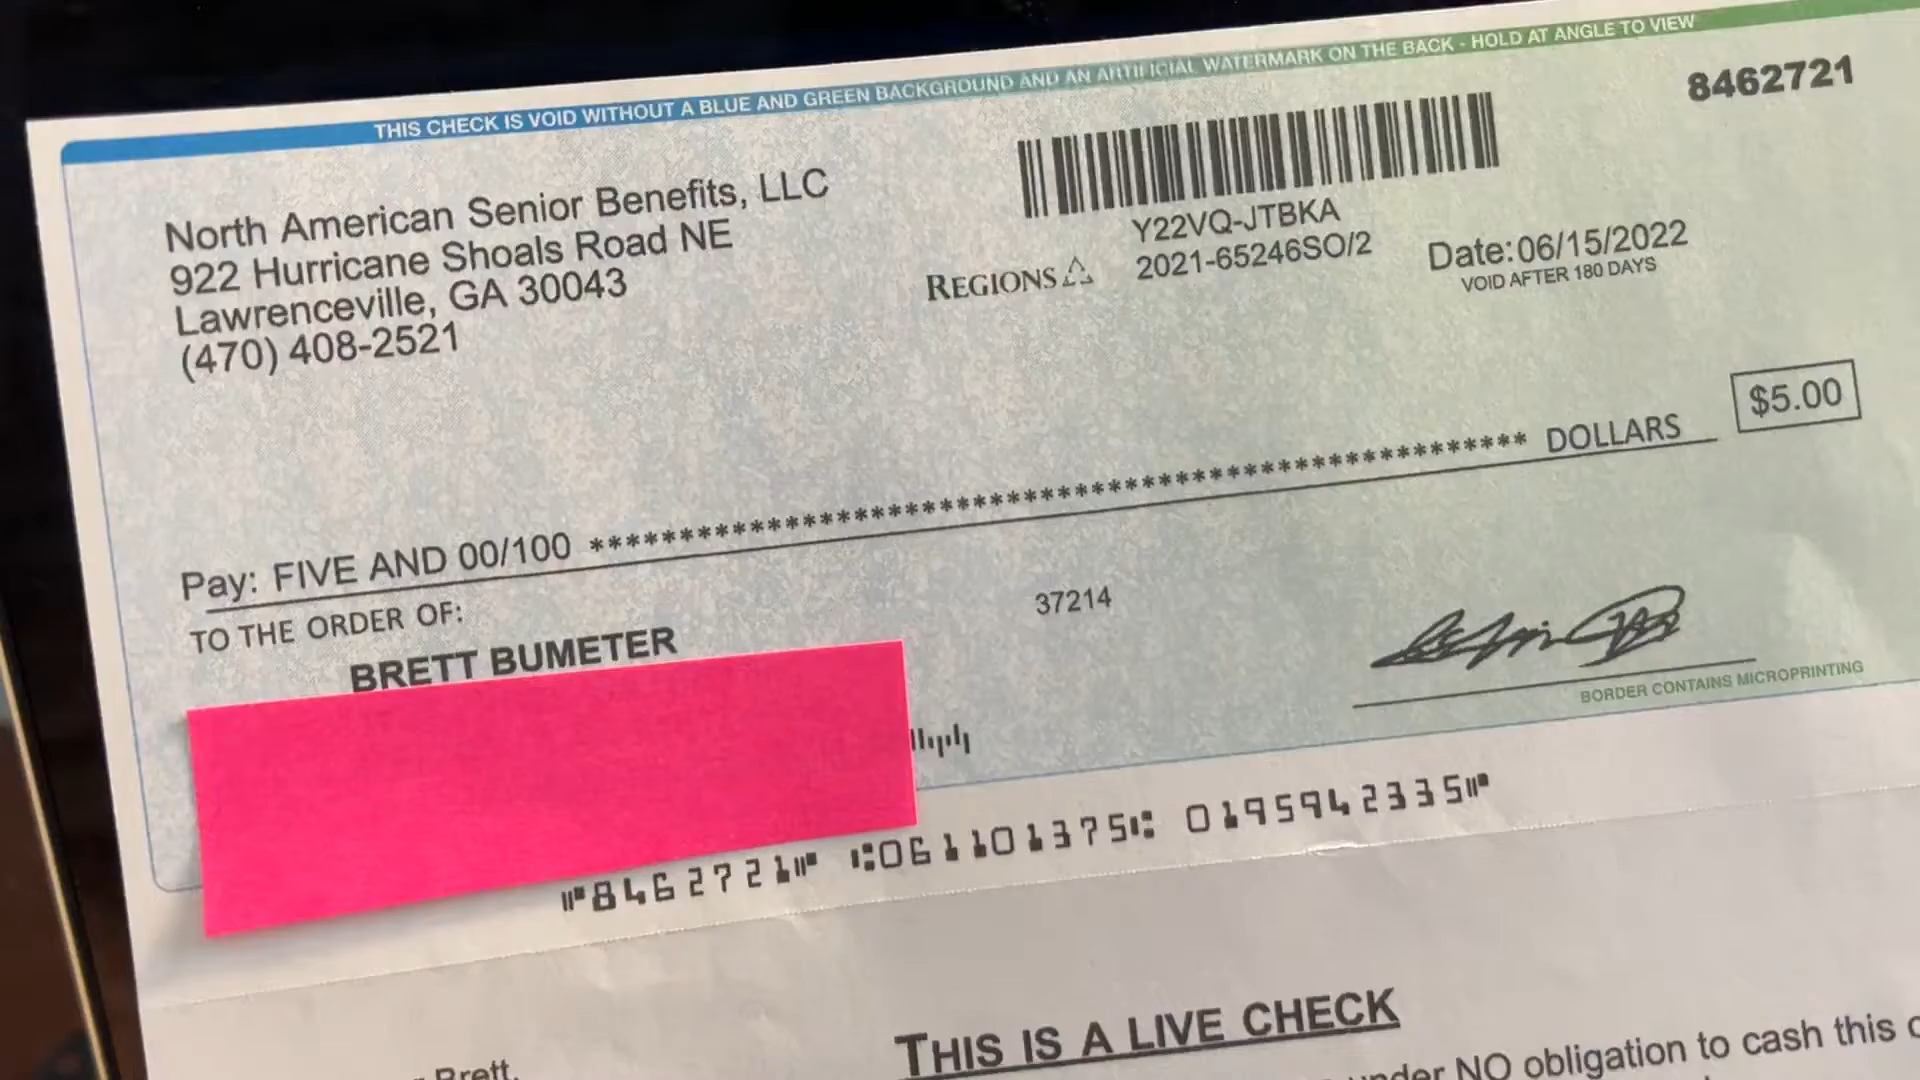 THIS CHECK IS VOID WITHOUT A BLUE AND GREEN BACKGROUND AND AN ARTIFICIAL WATERMARK ON THE BACK - HOLD AT ANGLE TO VIEW
8462721
North American Senior Benefits, LLC
922 Hurricane Shoals Road NE
Lawrenceville, GA 30043
(470) 408-2521
Y22VQ-JTBKA
REGIONS 2021-65246SO/2
Date:06/15/2022
VOID AFTER 180 DAYS
$5.00
Pay: FIVE AND 00/100 ****************************************************** DOLLARS
TO THE ORDER OF:
37214
BRETT BUMETER
BORDER CONTAINS MICROPRINTING
⑈8462721⑈ ⑆061101375⑆ 0195942335⑈
THIS IS A LIVE CHECK
Brett,
NO obligation to cash this